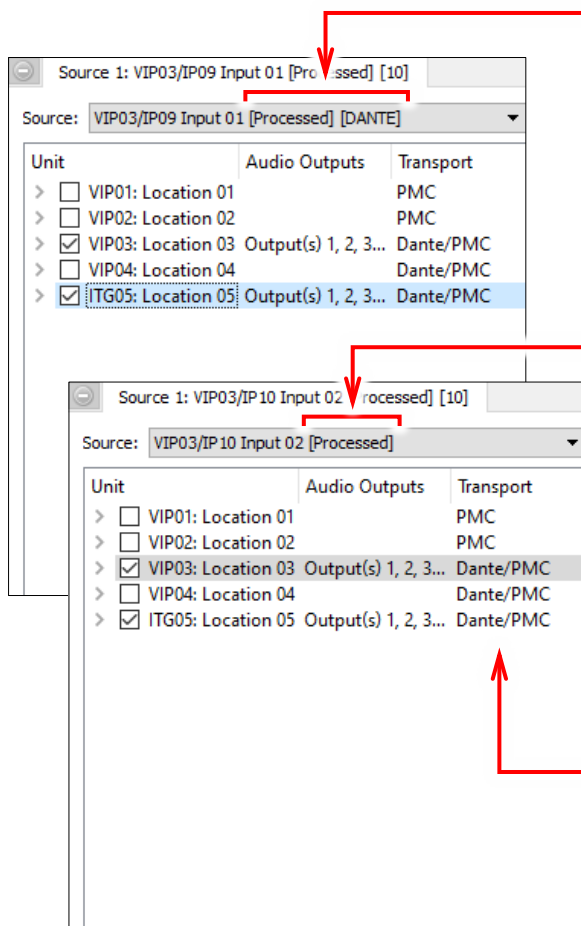 Source 1: VIP03/IP09 Input 01 [Pro ssed] [10]
Source: VIP03/IP09 Input 01 [Processed] [DANTE]
Unit Audio Outputs Transport
VIP01: Location 01 PMC
VIP02: Location 02 PMC
VIP03: Location 03 Output(s) 1, 2, 3... Dante/PMC
VIP04: Location 04 Dante/PMC
ITG05: Location 05 Output(s) 1, 2, 3... Dante/PMC
Source 1: VIP03/IP10 Input 02 rocessed] [10]
Source: VIP03/IP10 Input 02 [Processed]
Unit Audio Outputs Transport
VIP01: Location 01 PMC
VIP02: Location 02 PMC
VIP03: Location 03 Output(s) 1, 2, 3... Dante/PMC
VIP04: Location 04 Dante/PMC
ITG05: Location 05 Output(s) 1, 2, 3... Dante/PMC